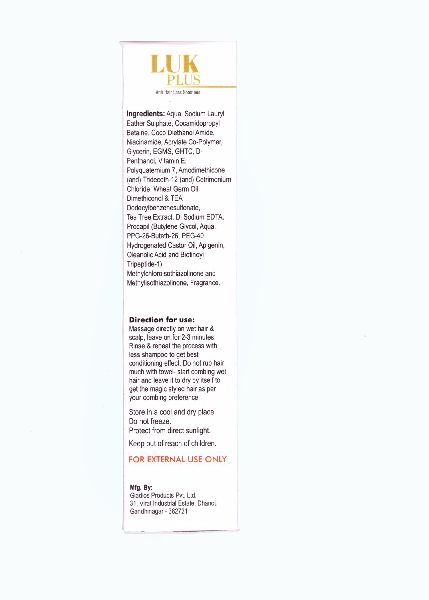 LUK
PLUS
Anti Hair Loss Shampoo
Ingredients: Aqua, Sodium Lauryl
Eather Sulphate, Cocamidopropyl
Betaine, Coco Diethanol Amide,
Niacinamide, Acrylate Co-Polymer,
Glycerin, EGMS, GHTC, D-
Penthanol, Vitamin E,
Polyquaternium 7, Amodimethicone
(and) Trideceth-12 (and) Cetrimonium
Chloride, Wheat Germ Oil,
Dimethiconol & TEA
Dodecylbenzenesulfonate,
Tea Tree Extract, Di Sodium EDTA,
Procapil (Butylene Glycol, Aqua,
PPG-26-Buteth-26, PEG-40
Hydrogenated Castor Oil, Apigenin,
Oleanolic Acid and Biotinoyl
Tripeptide-1)
Methylchloroisothiazolinone and
Methylisothiazolinone, Fragrance.
Direction for use:
Massage directly on wet hair &
scalp, leave on for 2-3 minutes.
Rinse & repeat the process with
less shampoo to get best
conditioning effect. Do not rub hair
much with towel- start combing wet
hair and leave it to dry by itself to
get the magic styled hair as per
your combing preference.
Store in a cool and dry place.
Do not freeze.
Protect from direct sunlight.
Keep out of reach of children.
FOR EXTERNAL USE ONLY
Mfg. By:
Gladios Products Pvt. Ltd.
31, Viral Industrial Estate, Dhanot,
Gandhinagar - 382721